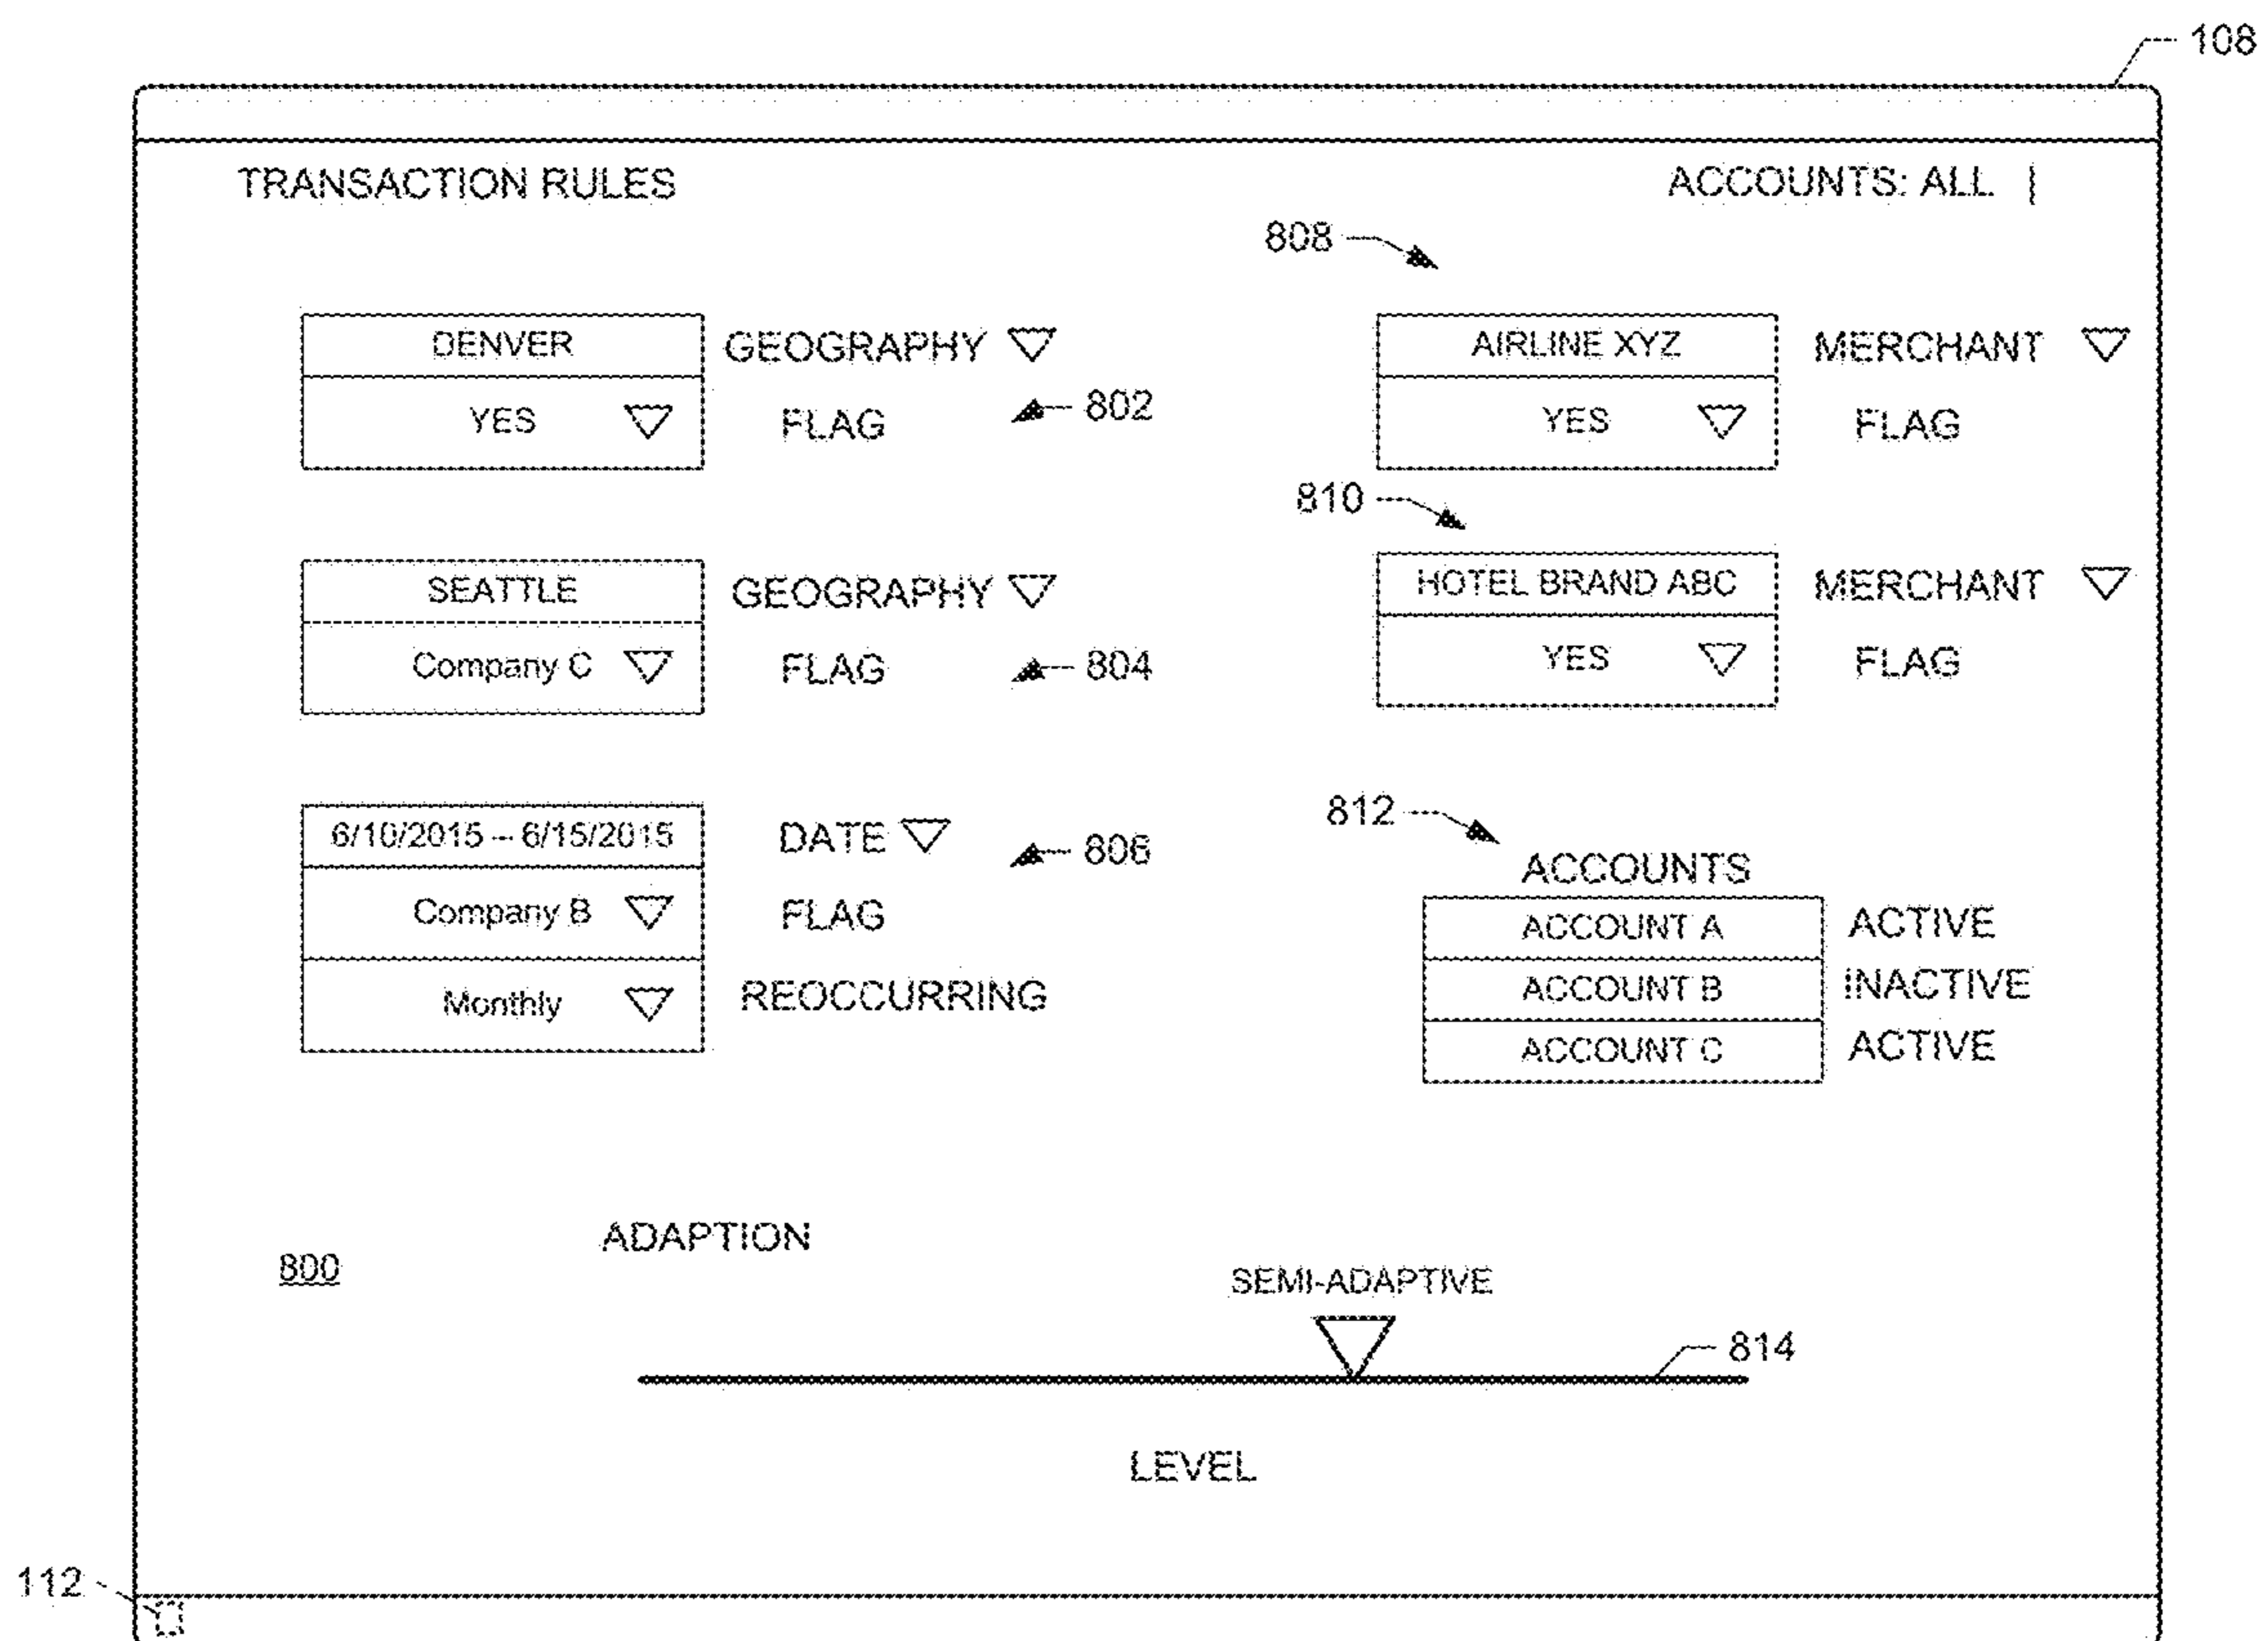 108
TRANSACTION RULES
ACCOUNTS: ALL |
808
DENVER
GEOGRAPHY
YES
FLAG
802
AIRLINE XYZ
MERCHANT
YES
FLAG
810
SEATTLE
GEOGRAPHY
Company C
FLAG
804
HOTEL BRAND ABC
MERCHANT
YES
FLAG
6/10/2015 – 6/15/2015
DATE
806
Company B
FLAG
Monthly
REOCCURRING
812
ACCOUNTS
ACCOUNT A ACTIVE
ACCOUNT B INACTIVE
ACCOUNT C ACTIVE
ADAPTION
800
SEMI-ADAPTIVE
814
LEVEL
112